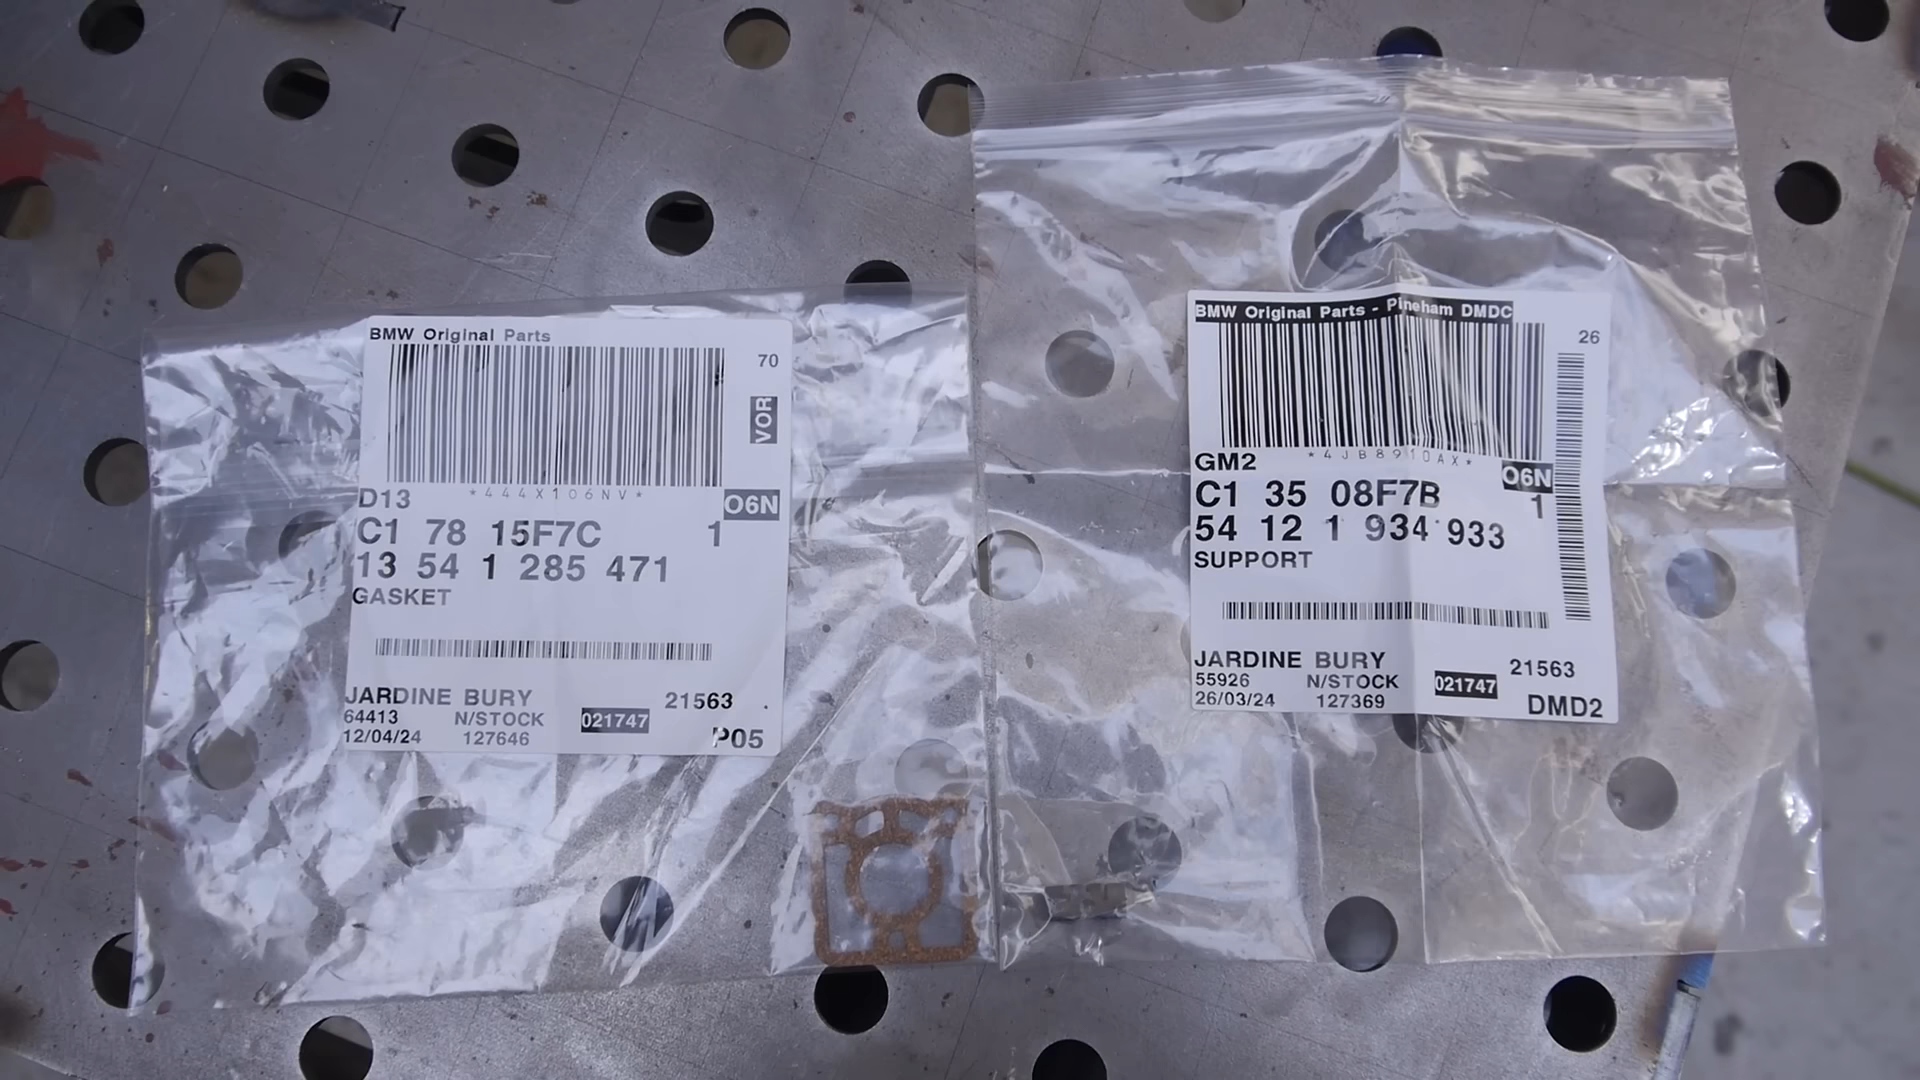 BMW Original Parts
70
VOR
*444X106NV*
D13
O6N
C1 78 15F7C 1
13 54 1 285 471
GASKET
JARDINE BURY 21563
64413 N/STOCK 021747
12/04/24 127646 P05
BMW Original Parts - Pineham DMDC
26
*4JB8910AX*
GM2
O6N
C1 35 08F7B 1
54 12 1 934 933
SUPPORT
JARDINE BURY 21563
55926 N/STOCK 021747
26/03/24 127369 DMD2